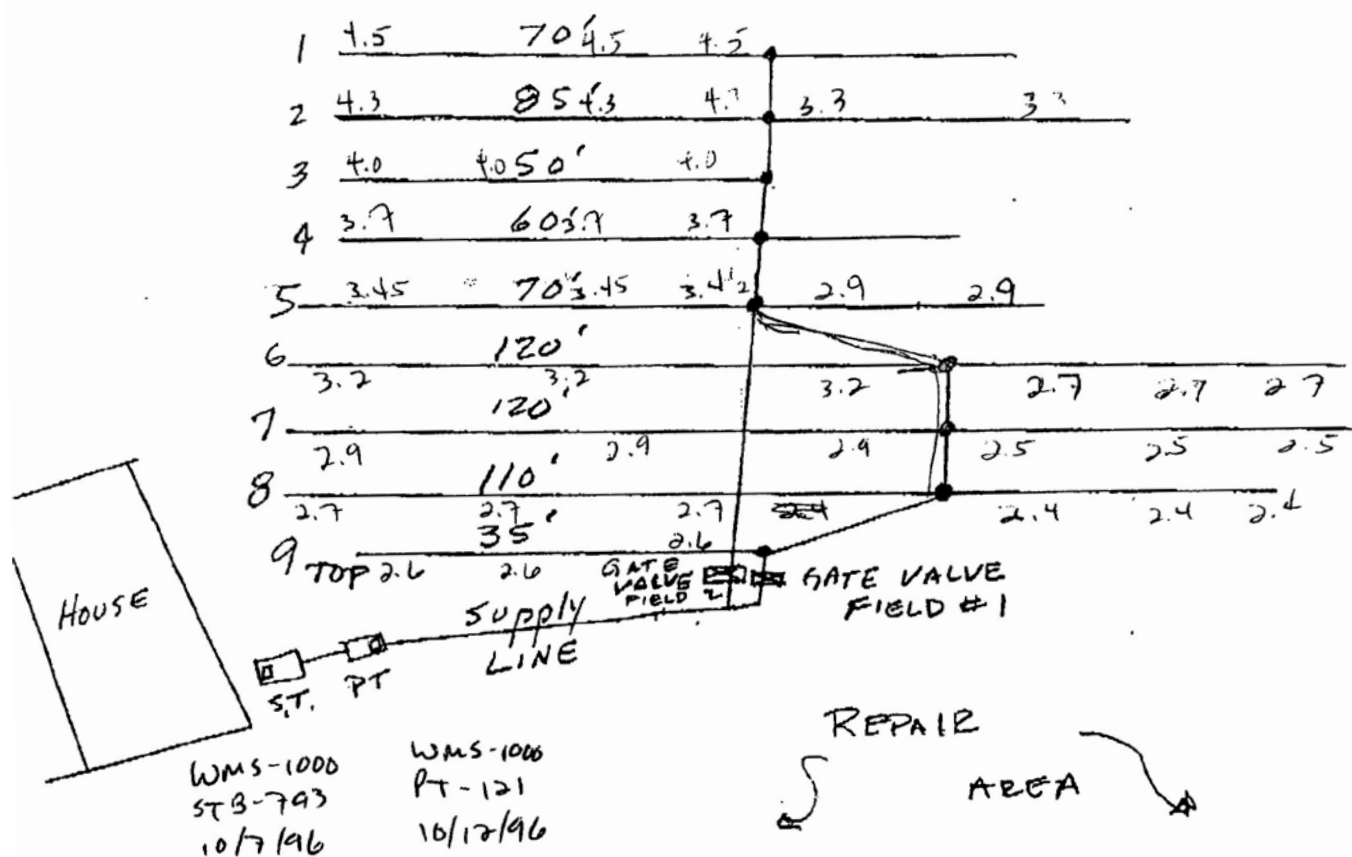 1 4.5 70' 4.5 4.5
2 4.3 85' 4.3 3.3
3 4.0 4.0 50' 4.0
4 3.7 60' 3.7 3.7
5 3.45 70' 3.45 2.9 2.9
6 120'
3.2 3.2 3.2 2.7 2.7 2.7
7 120'
2.9 2.9 2.9 2.5 2.5 2.5
8 110'
2.7 2.7 2.7 2.4 2.4 2.4
9 35'
TOP 2.6 2.6 2.6
GATE
VALVE
FIELD 2
GATE VALVE
FIELD #1
HOUSE
Supply
LINE
S.T.
PT
REPAIR
AREA
WMS-1000
STB-793
10/7/96
WMS-1000
PT-121
10/12/96